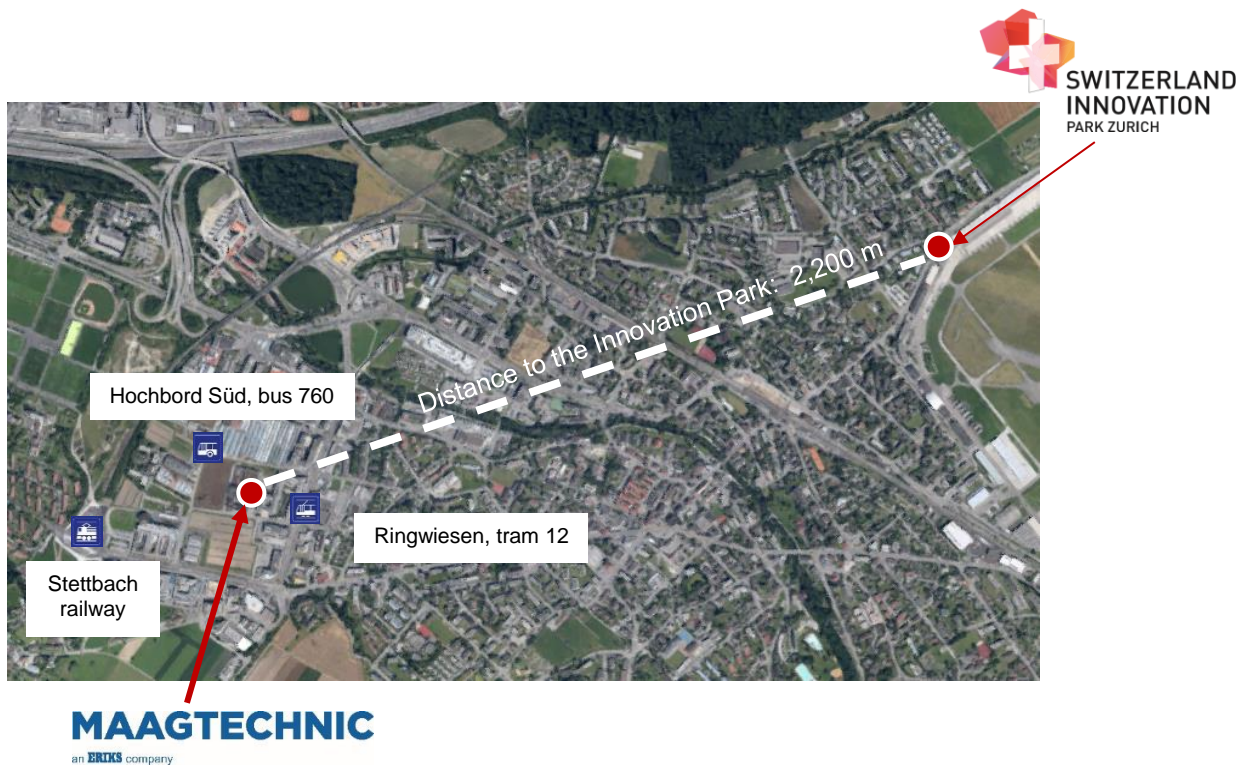 SWITZERLAND
INNOVATION
PARK ZURICH
Distance to the Innovation Park: 2,200 m
Hochbord Süd, bus 760
Ringwiesen, tram 12
Stettbach
railway
MAAGTECHNIC
an ERIKS company